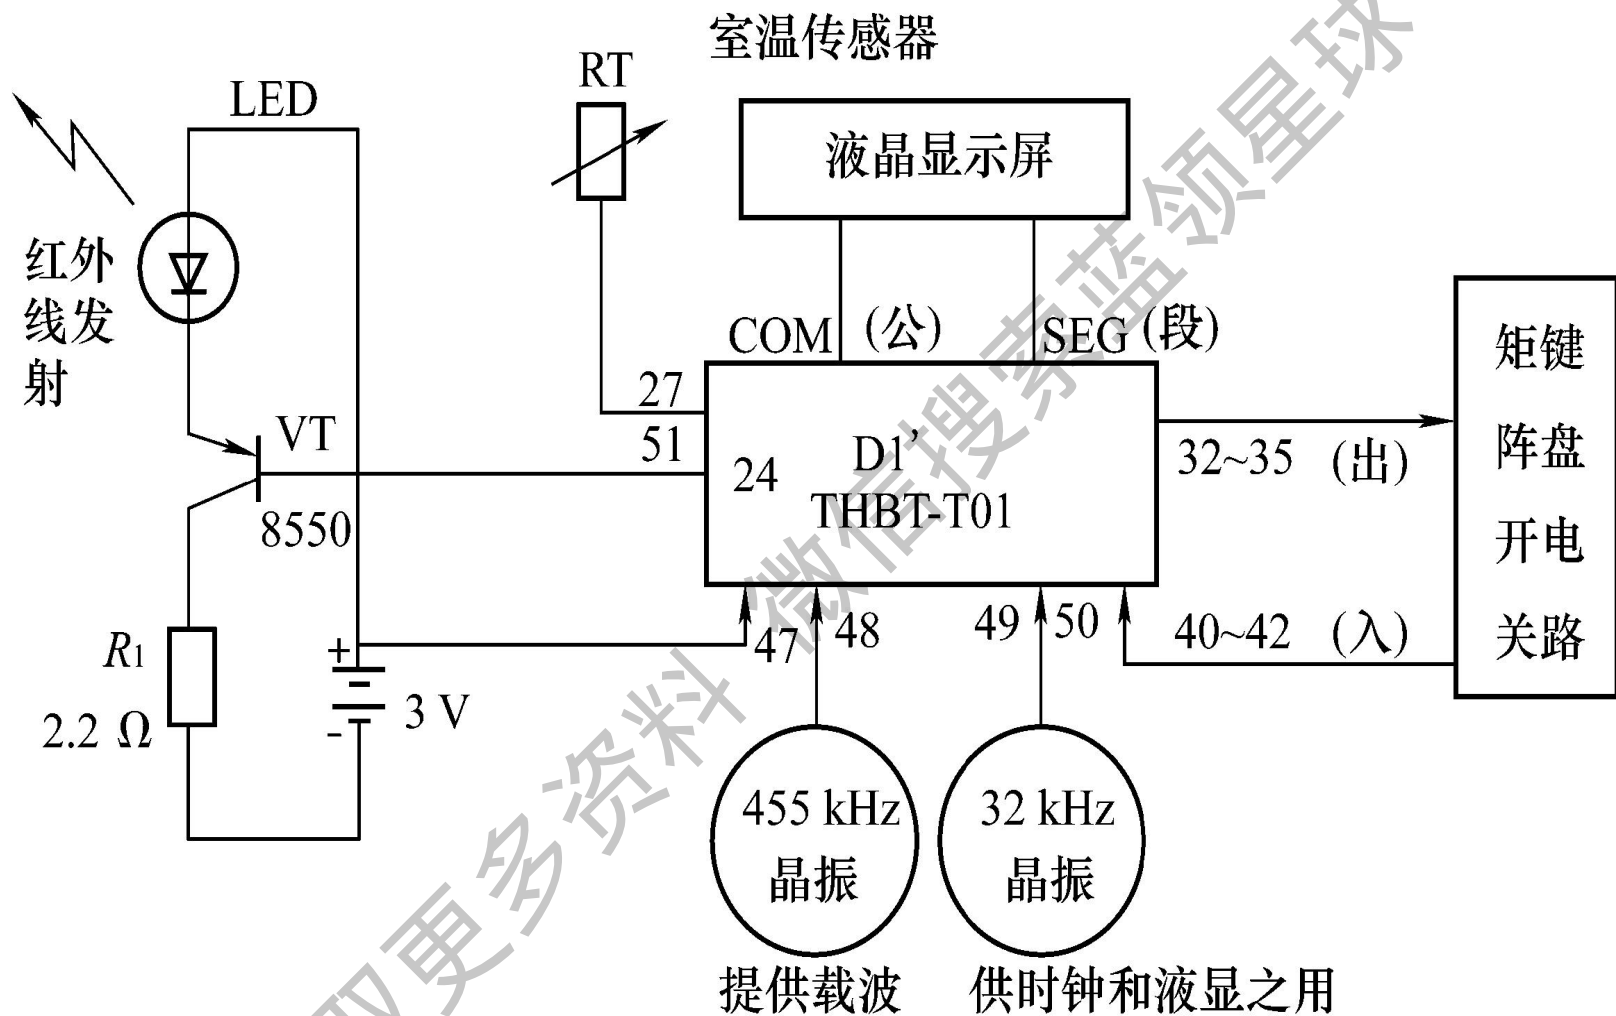 室温传感器
RT
LED
液晶显示屏
红外
线发
射
COM
(公)
SEG
(段)
矩键
阵盘
开电
关路
27
51
VT
24
D1’
THBT-T01
32~35 (出)
8550
47
48
49
50
40~42 (入)
R1
2.2 Ω
+
-
3 V
455 kHz
晶振
32 kHz
晶振
提供载波
供时钟和液显之用
取更多资料 微信搜索蓝领星球